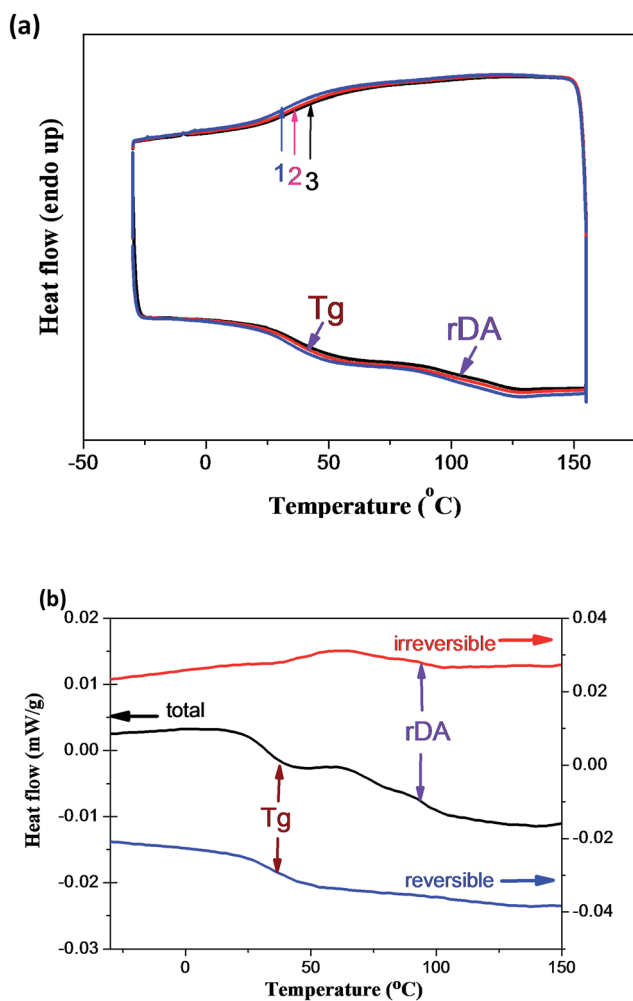 (a)
Heat flow (endo up)
1 2 3
Tg
rDA
-50 0 50 100 150
Temperature (°C)
(b)
0.02 0.04
irreversible
0.01 0.02
total
rDA
0.00 0.00
Heat flow (mW/g)
Tg
-0.01 -0.02
reversible
-0.02 -0.04
-0.03
0 50 100 150
Temperature (°C)